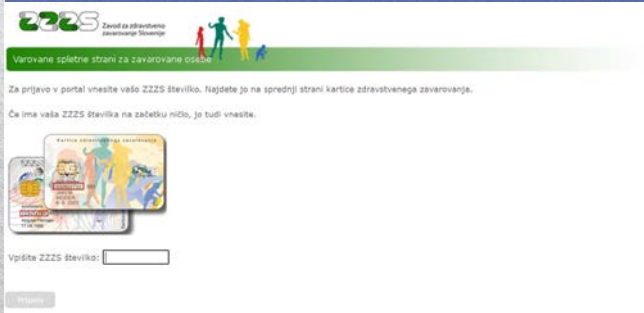 ZZZS Zavod za zdravstveno
zavarovanje Slovenije
Varovane spletne strani za zavarovane osebe
Za prijavo v portal vnesite vašo ZZZS številko. Najdete jo na sprednji strani kartice zdravstvenega zavarovanja.
Če ima vaša ZZZS številka na začetku ničlo, jo tudi vnesite.
Kartica zdravstvenega zavarovanja
Vpišite ZZZS številko:
Prijava